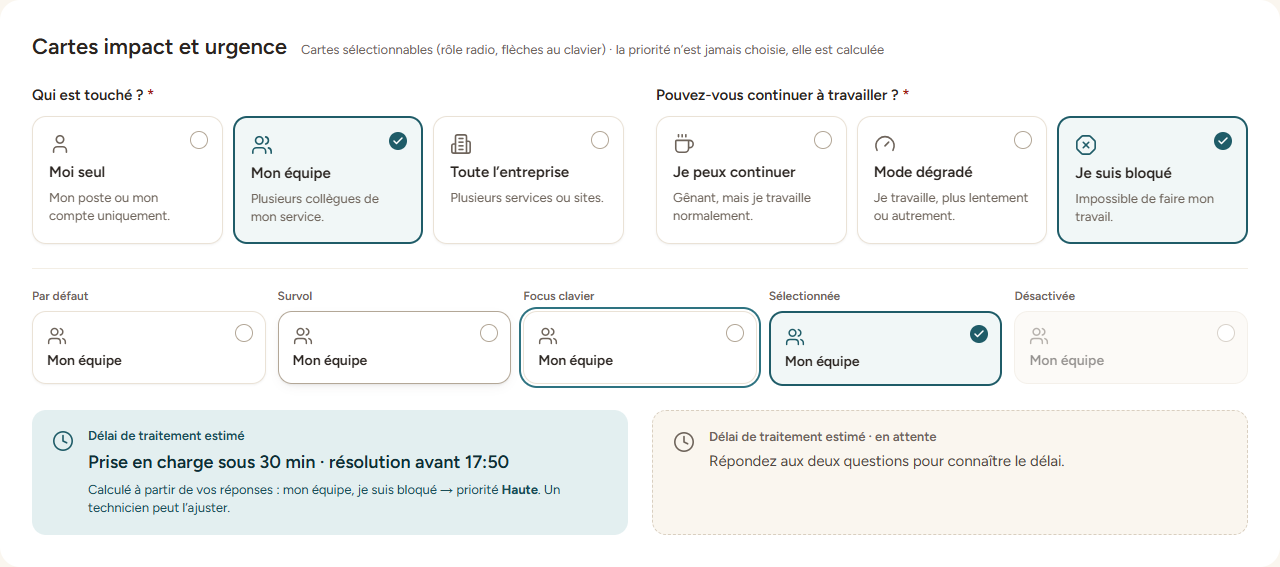 Cartes impact et urgence
Cartes sélectionnables (rôle radio, flèches au clavier) · la priorité n’est jamais choisie, elle est calculée
Qui est touché ? *
Moi seul
Mon poste ou mon
compte uniquement.
Mon équipe
Plusieurs collègues de
mon service.
Toute l’entreprise
Plusieurs services ou sites.
Pouvez-vous continuer à travailler ? *
Je peux continuer
Gênant, mais je travaille
normalement.
Mode dégradé
Je travaille, plus lentement
ou autrement.
Je suis bloqué
Impossible de faire mon
travail.
Par défaut
Mon équipe
Survol
Mon équipe
Focus clavier
Mon équipe
Sélectionnée
Mon équipe
Désactivée
Mon équipe
Délai de traitement estimé
Prise en charge sous 30 min · résolution avant 17:50
Calculé à partir de vos réponses : mon équipe, je suis bloqué → priorité Haute. Un
technicien peut l’ajuster.
Délai de traitement estimé · en attente
Répondez aux deux questions pour connaître le délai.